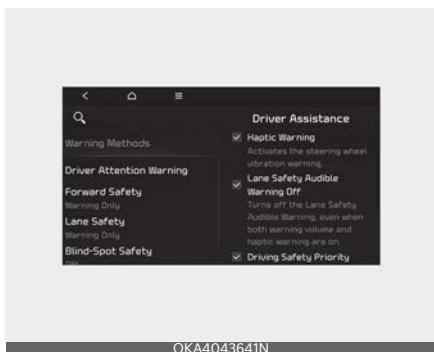 Warning Methods
Driver Attention Warning
Forward Safety
Warning Only
Lane Safety
Warning Only
Blind-Spot Safety
Off
Driver Assistance
Haptic Warning
Activates the steering wheel
vibration warning.
Lane Safety Audible
Warning Off
Turns off the Lane Safety
Audible Warning, even when
both warning volume and
haptic warning are on.
Driving Safety Priority
OKA4043641N